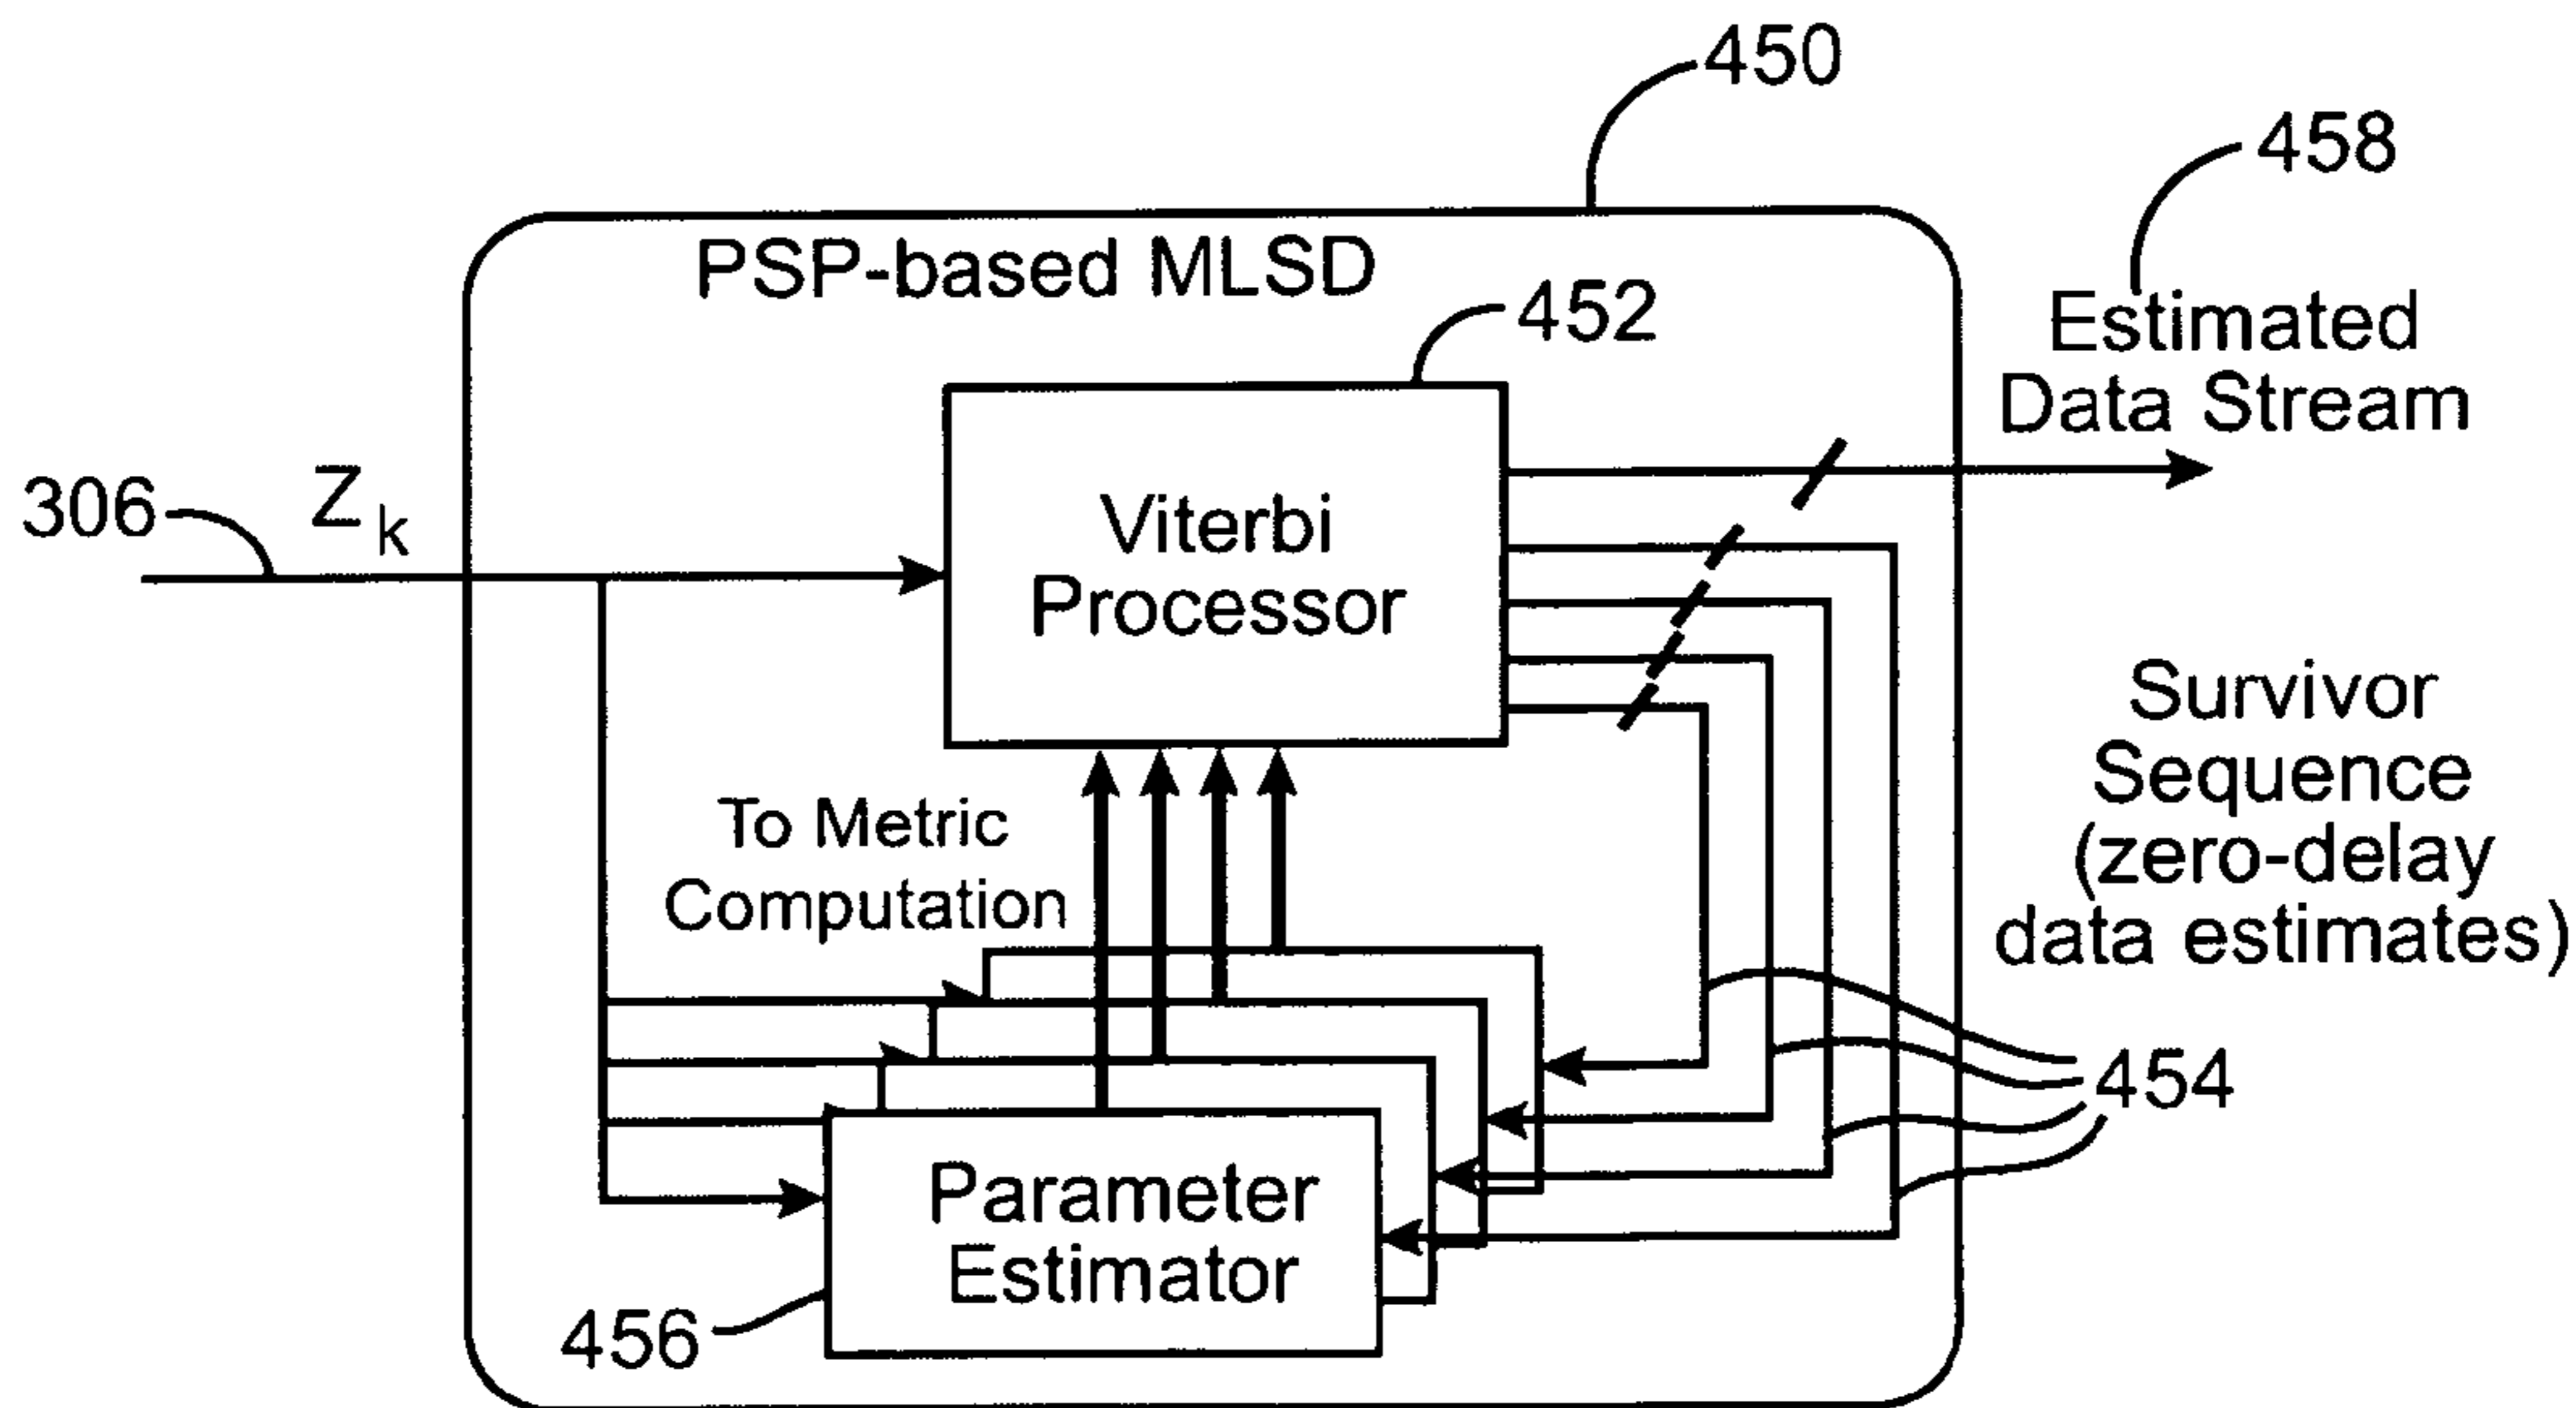 450
458
PSP-based MLSD
452
Estimated
Data Stream
306
Z k
Viterbi
Processor
Survivor
Sequence
(zero-delay
data estimates)
To Metric
Computation
454
Parameter
Estimator
456